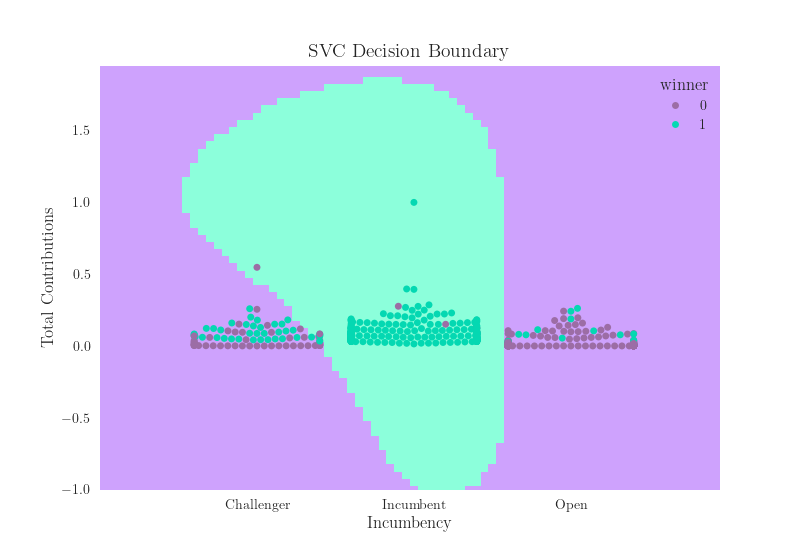 SVC Decision Boundary
winner
0
1
1.5
1.0
0.5
0.0
−0.5
−1.0
Total Contributions
Challenger Incumbent Open
Incumbency